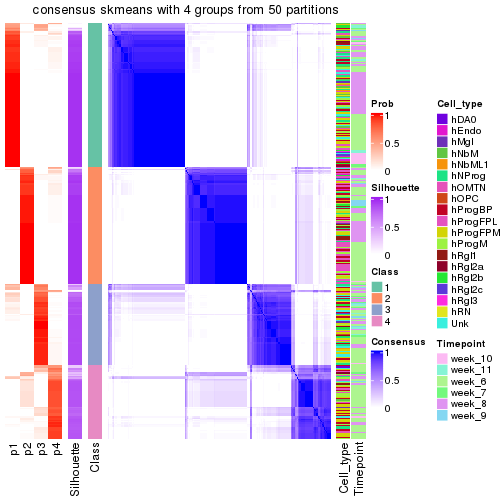 consensus skmeans with 4 groups from 50 partitions
p1
p2
p3
p4
Silhouette
Class
Cell_type
Timepoint
Prob
1
0.5
0
Silhouette
1
0.5
0
Class
1
2
3
4
Consensus
1
0.5
0
Cell_type
hDA0
hEndo
hMgl
hNbM
hNbML1
hNProg
hOMTN
hOPC
hProgBP
hProgFPL
hProgFPM
hProgM
hRgl1
hRgl2a
hRgl2b
hRgl2c
hRgl3
hRN
Unk
Timepoint
week_10
week_11
week_6
week_7
week_8
week_9